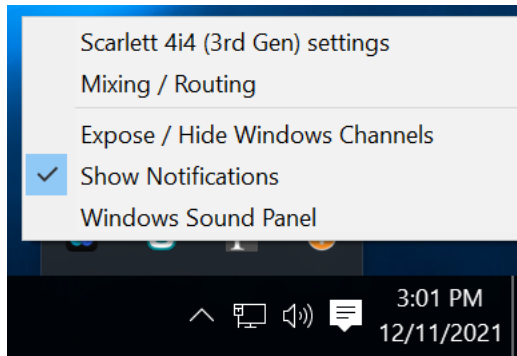 Scarlett 4i4 (3rd Gen) settings
Mixing / Routing
Expose / Hide Windows Channels
Show Notifications
Windows Sound Panel
3:01 PM
12/11/2021